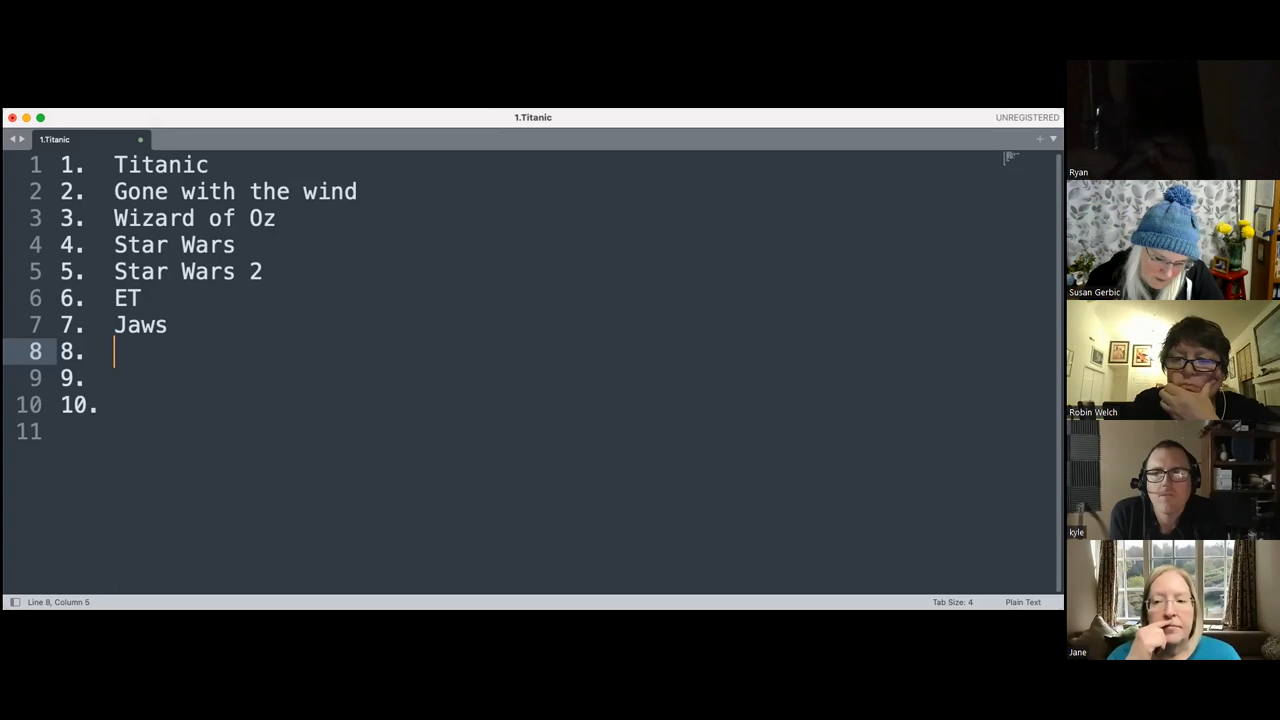 1.Titanic
UNREGISTERED
1.Titanic
1 1. Titanic
2 2. Gone with the wind
3 3. Wizard of Oz
4 4. Star Wars
5 5. Star Wars 2
6 6. ET
7 7. Jaws
8 8.
9 9.
10 10.
11
Line 8, Column 5
Tab Size: 4
Plain Text
Ryan
Susan Gerbic
Robin Welch
kyle
Jane